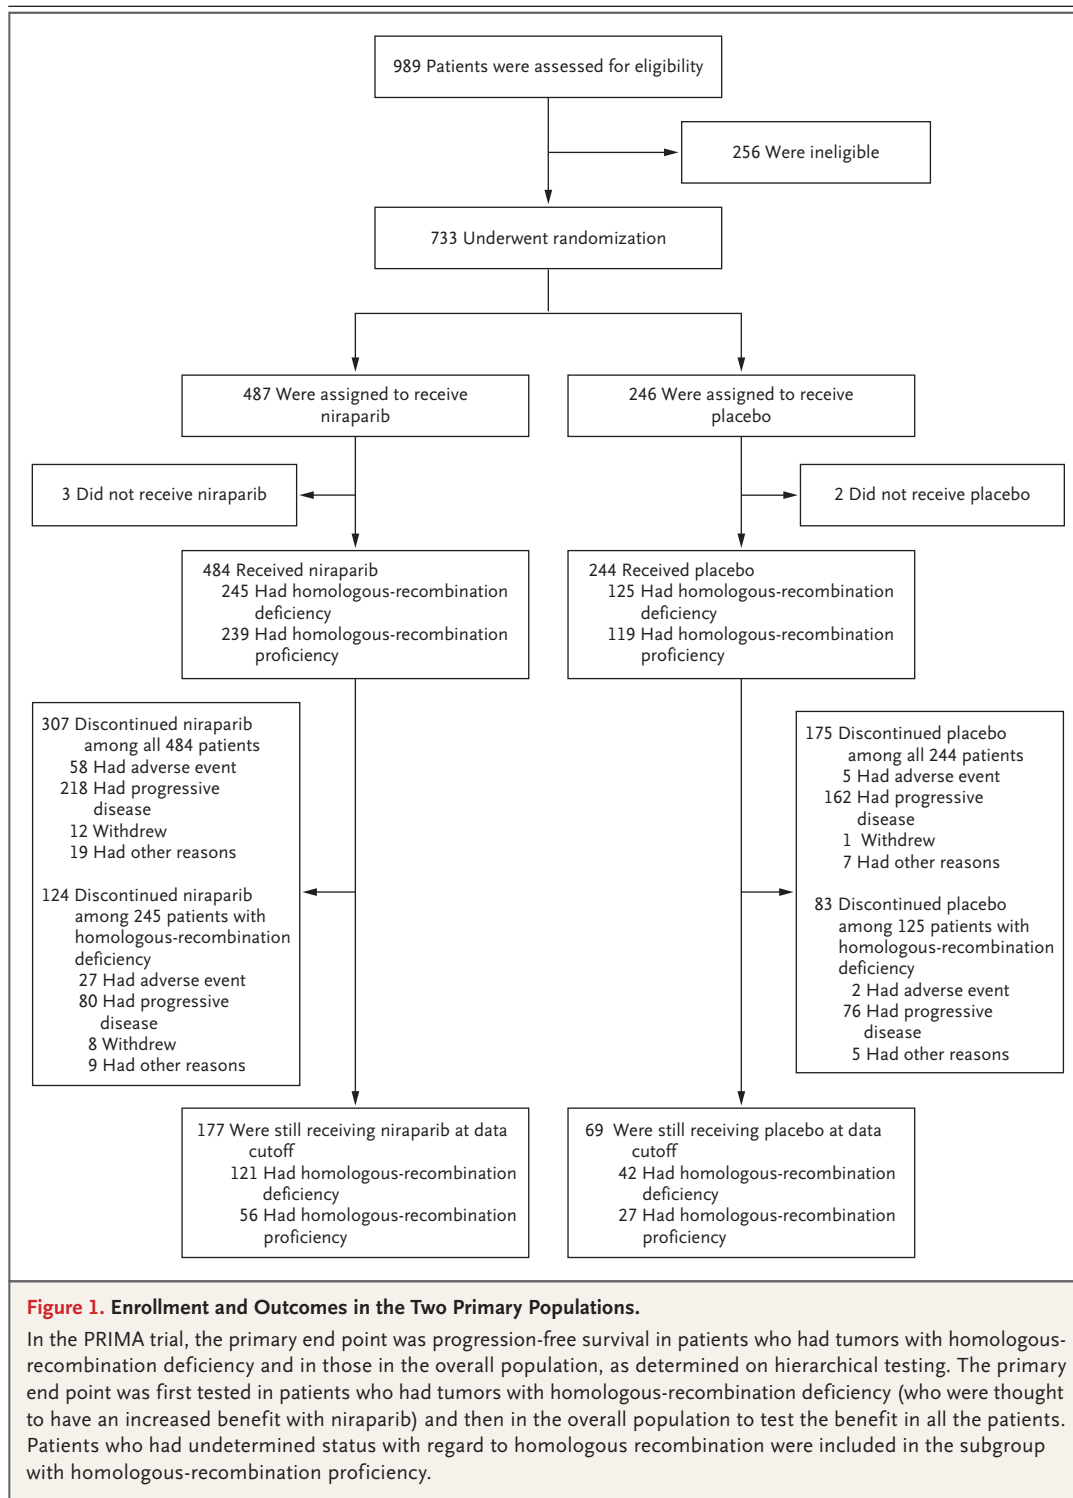 989 Patients were assessed for eligibility
256 Were ineligible
733 Underwent randomization
487 Were assigned to receive
niraparib
246 Were assigned to receive
placebo
3 Did not receive niraparib
2 Did not receive placebo
484 Received niraparib
245 Had homologous-recombination
deficiency
239 Had homologous-recombination
proficiency
244 Received placebo
125 Had homologous-recombination
deficiency
119 Had homologous-recombination
proficiency
307 Discontinued niraparib
among all 484 patients
58 Had adverse event
218 Had progressive
disease
12 Withdrew
19 Had other reasons
124 Discontinued niraparib
among 245 patients with
homologous-recombination
deficiency
27 Had adverse event
80 Had progressive
disease
8 Withdrew
9 Had other reasons
175 Discontinued placebo
among all 244 patients
5 Had adverse event
162 Had progressive
disease
1 Withdrew
7 Had other reasons
83 Discontinued placebo
among 125 patients with
homologous-recombination
deficiency
2 Had adverse event
76 Had progressive
disease
5 Had other reasons
177 Were still receiving niraparib at data
cutoff
121 Had homologous-recombination
deficiency
56 Had homologous-recombination
proficiency
69 Were still receiving placebo at data
cutoff
42 Had homologous-recombination
deficiency
27 Had homologous-recombination
proficiency
Figure 1. Enrollment and Outcomes in the Two Primary Populations.
In the PRIMA trial, the primary end point was progression-free survival in patients who had tumors with homologous-
recombination deficiency and in those in the overall population, as determined on hierarchical testing. The primary
end point was first tested in patients who had tumors with homologous-recombination deficiency (who were thought
to have an increased benefit with niraparib) and then in the overall population to test the benefit in all the patients.
Patients who had undetermined status with regard to homologous recombination were included in the subgroup
with homologous-recombination proficiency.